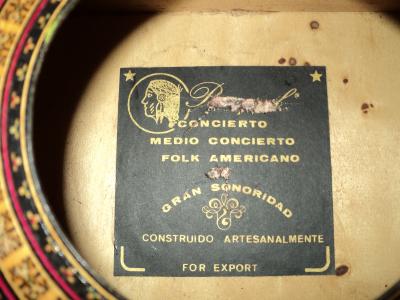 CONCIERTO
MEDIO CONCIERTO
FOLK AMERICANO
GRAN SONORIDAD
CONSTRUIDO ARTESANALMENTE
FOR EXPORT